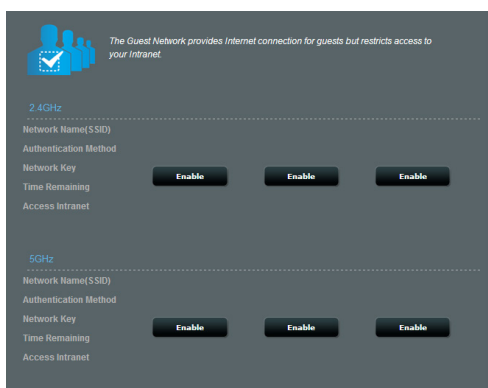 The Guest Network provides Internet connection for guests but restricts access to
your Intranet.
2.4GHz
Network Name(SSID)
Authentication Method
Network Key
Enable Enable Enable
Time Remaining
Access Intranet
5GHz
Network Name(SSID)
Authentication Method
Network Key
Enable Enable Enable
Time Remaining
Access Intranet